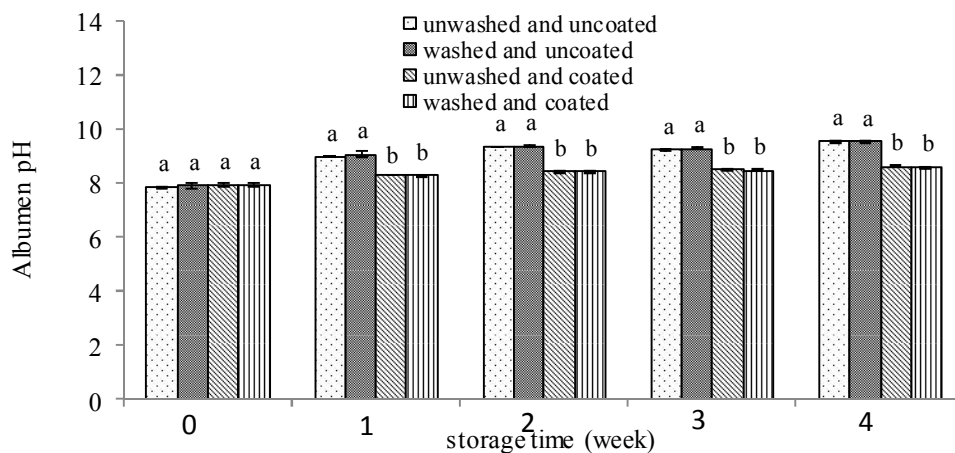 14
12
10
8
6
4
2
0
Albumen pH
unwashed and uncoated
washed and uncoated
unwashed and coated
washed and coated
a a a a
a a b b
a a b b
a a b b
a a b b
0 1 2 3 4
storage time (week)